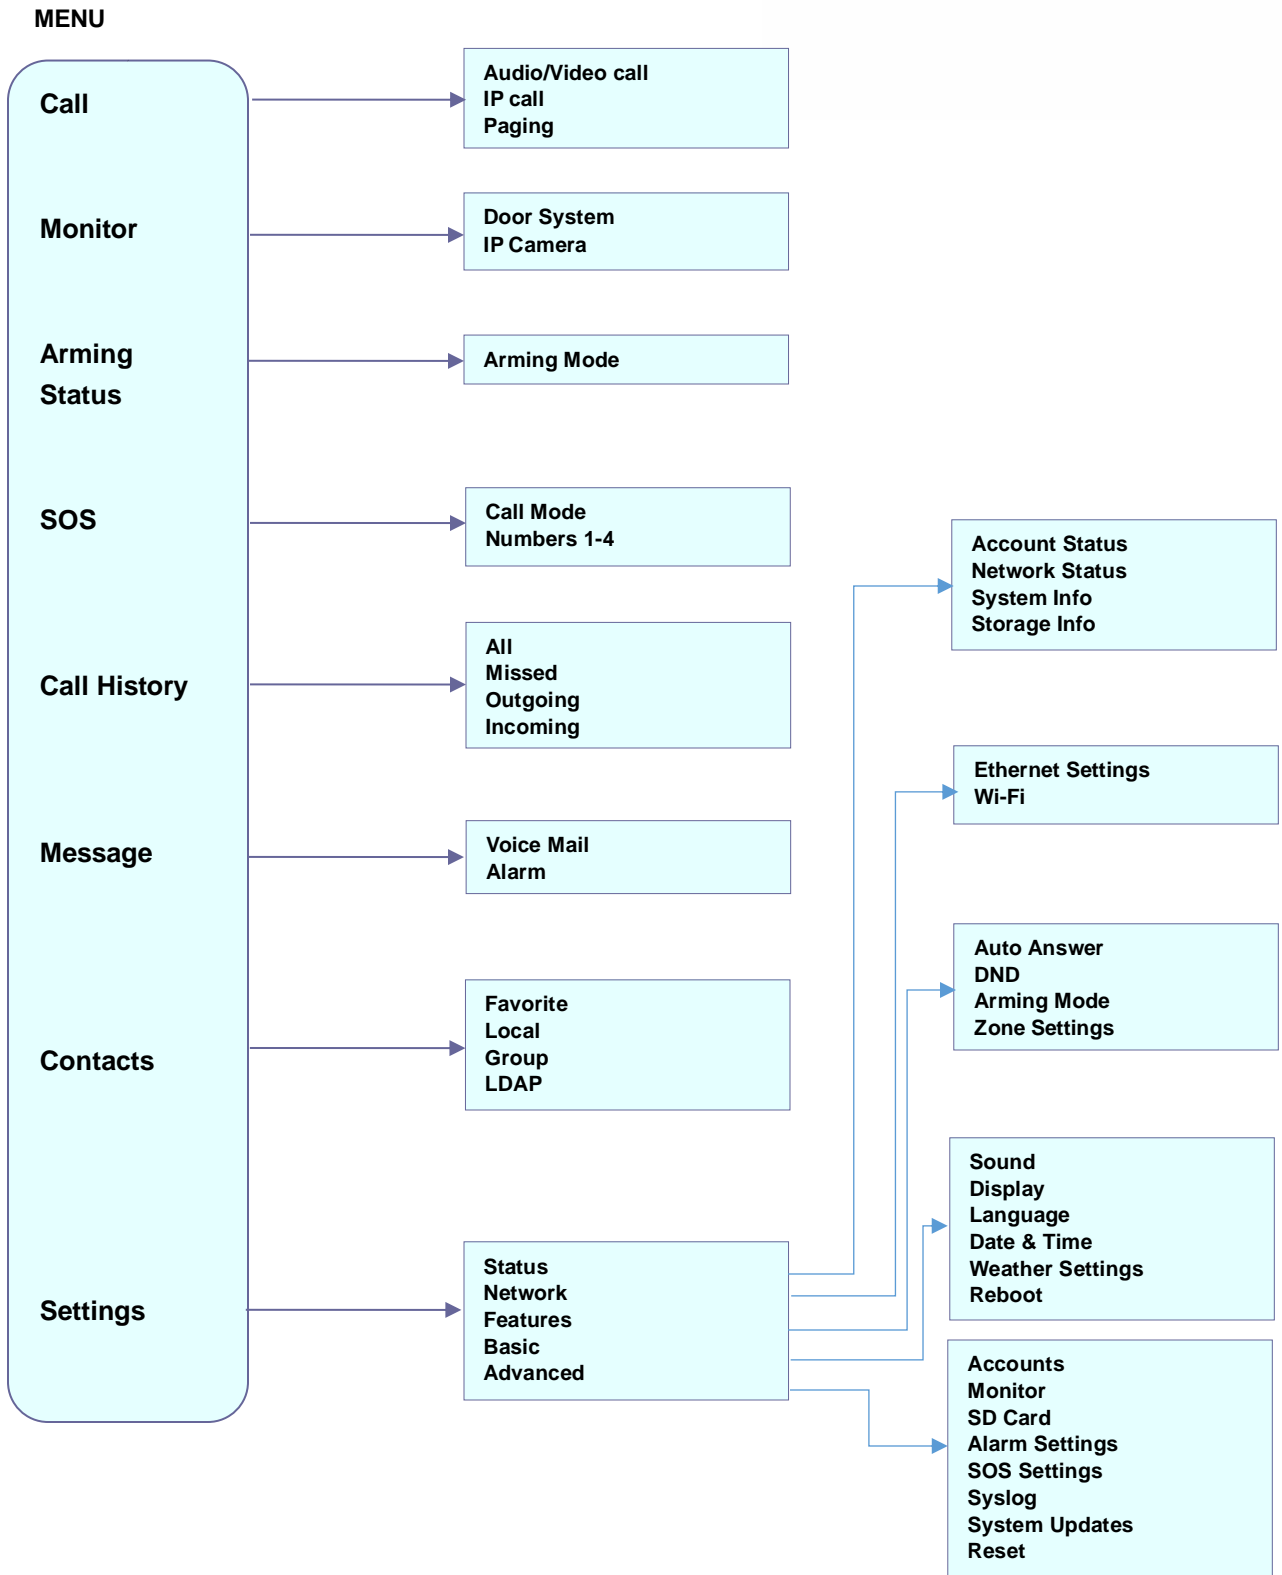 MENU
Call
Audio/Video call
IP call
Paging
Monitor
Door System
IP Camera
Arming
Status
Arming Mode
SOS
Call Mode
Numbers 1-4
Call History
All
Missed
Outgoing
Incoming
Message
Voice Mail
Alarm
Contacts
Favorite
Local
Group
LDAP
Settings
Status
Network
Features
Basic
Advanced
Account Status
Network Status
System Info
Storage Info
Ethernet Settings
Wi-Fi
Auto Answer
DND
Arming Mode
Zone Settings
Sound
Display
Language
Date & Time
Weather Settings
Reboot
Accounts
Monitor
SD Card
Alarm Settings
SOS Settings
Syslog
System Updates
Reset